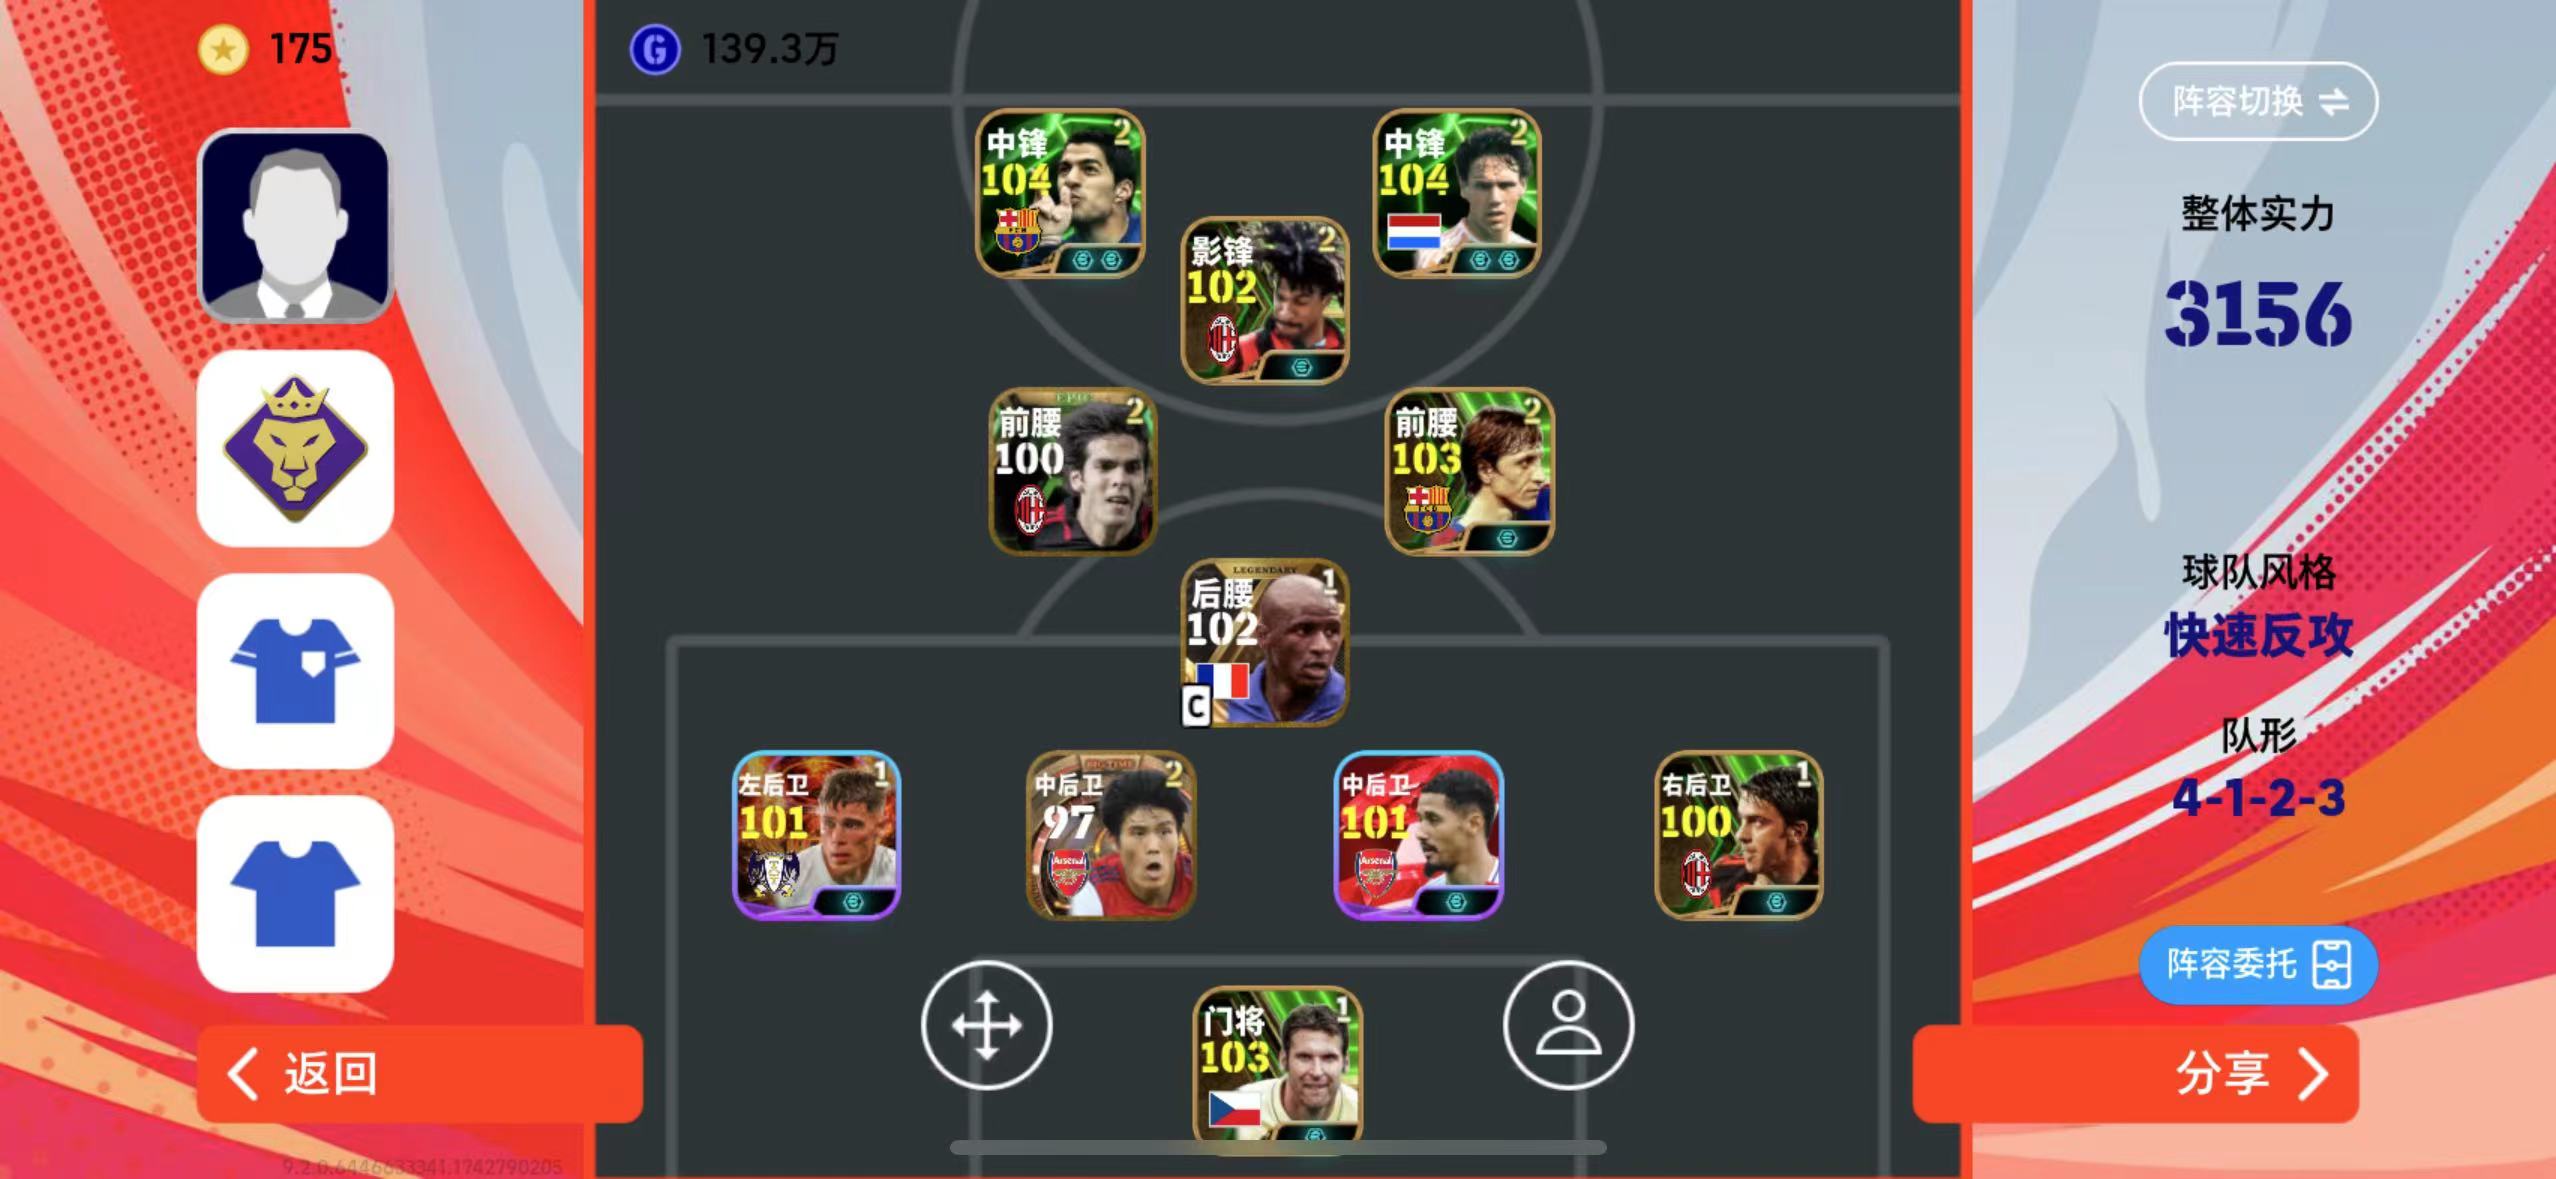 175
139.3万
阵容切换
整体实力
3156
球队风格
快速反攻
队形
4-1-2-3
阵容委托
中锋
2
104
中锋
2
104
影锋
2
102
EPIC
前腰
2
100
前腰
2
103
LEGENDARY
后腰
1
102
C
左后卫
1
101
BIG TIME
中后卫
2
97
Arsenal
中后卫
101
Arsenal
右后卫
1
100
门将
1
103
返回
分享
9.2.0.6446633341.1742790205